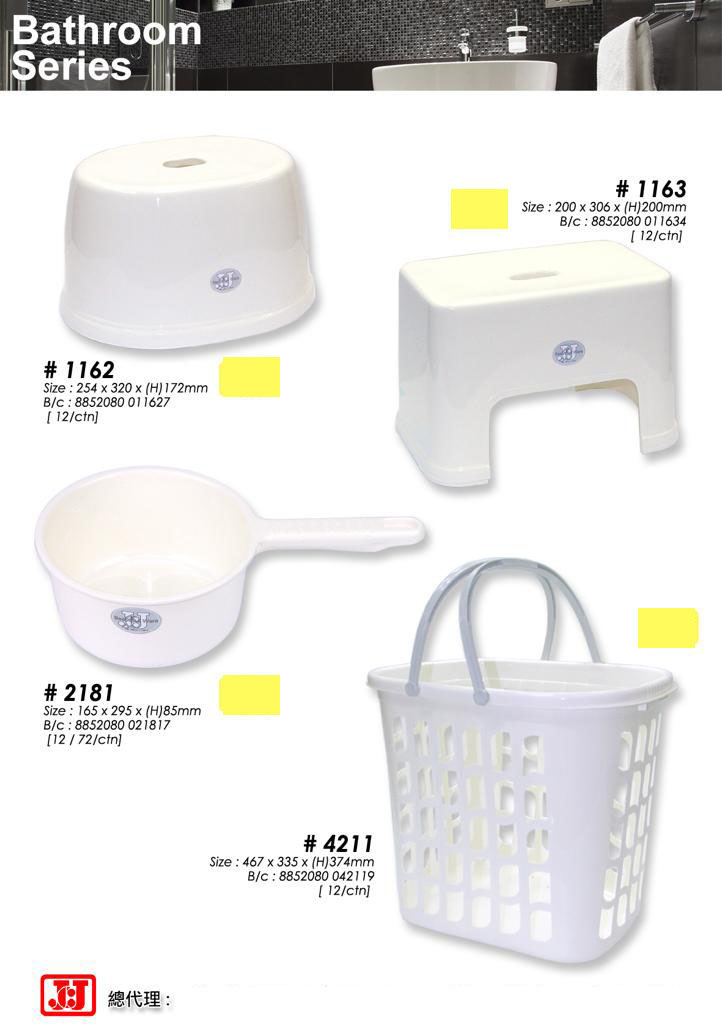 Bathroom
Series
# 1163
Size : 200 x 306 x (H)200mm
B/c : 8852080 011634
[ 12/ctn]
# 1162
Size : 254 x 320 x (H)172mm
B/c : 8852080 011627
[ 12/ctn]
# 2181
Size : 165 x 295 x (H)85mm
B/c : 8852080 021817
[12 / 72/ctn]
# 4211
Size : 467 x 335 x (H)374mm
B/c : 8852080 042119
[ 12/ctn]
JCJ 總代理 :